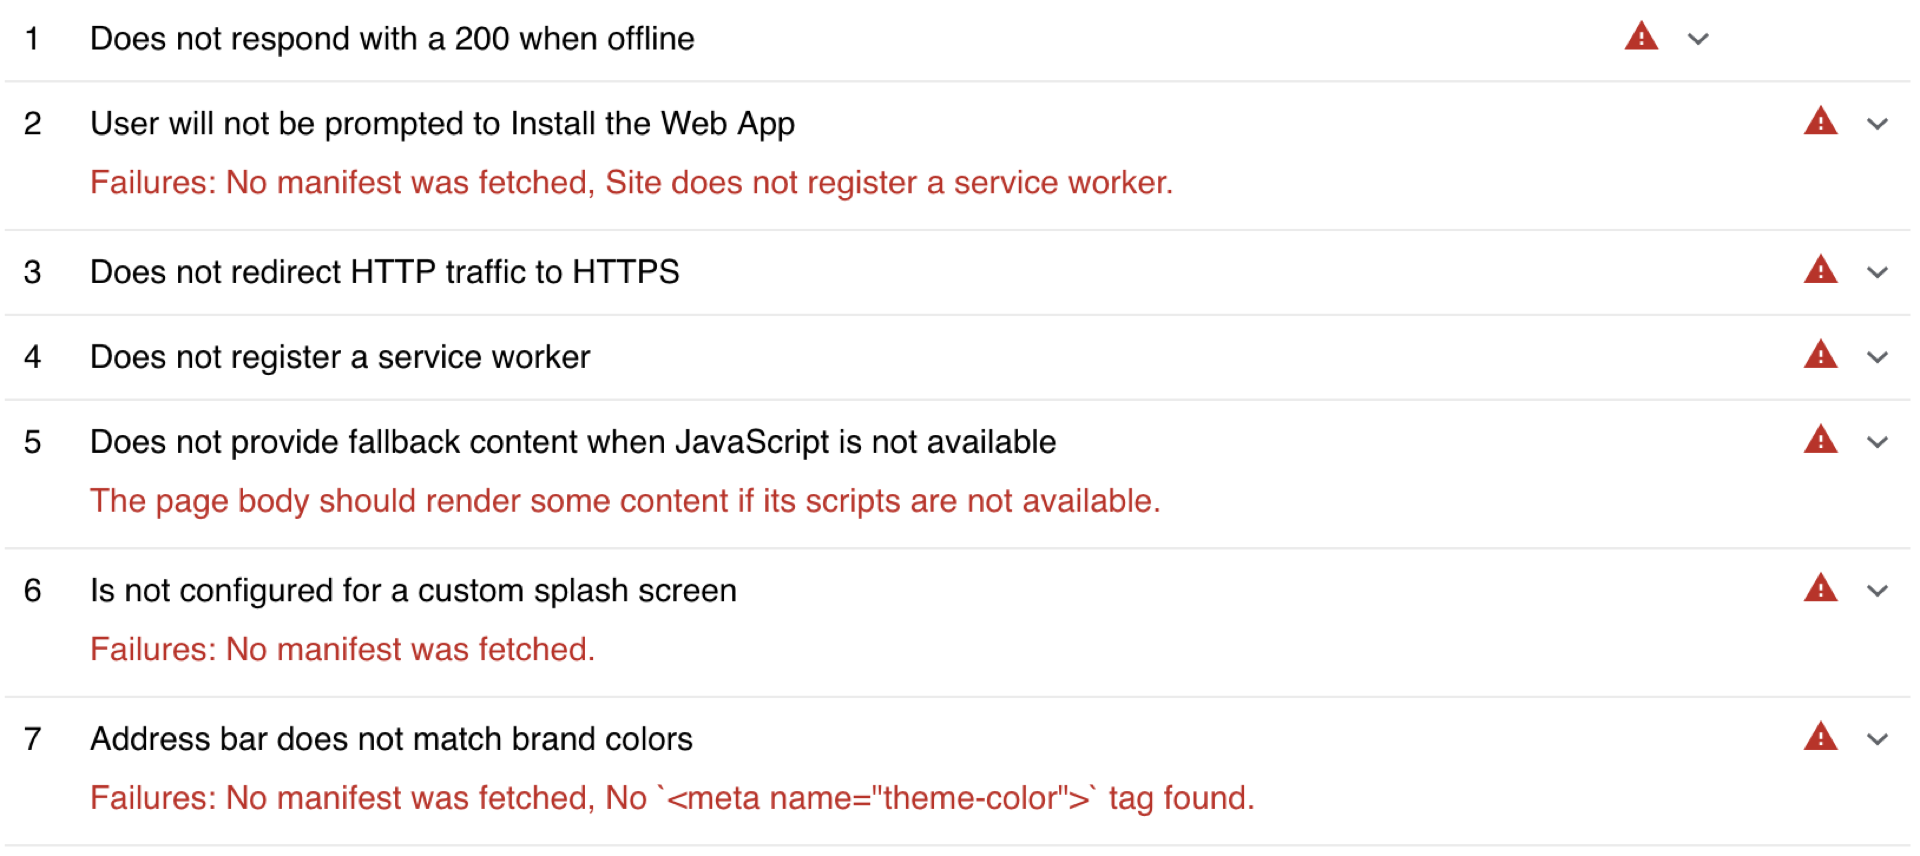 1 Does not respond with a 200 when offline
2 User will not be prompted to Install the Web App
Failures: No manifest was fetched, Site does not register a service worker.
3 Does not redirect HTTP traffic to HTTPS
4 Does not register a service worker
5 Does not provide fallback content when JavaScript is not available
The page body should render some content if its scripts are not available.
6 Is not configured for a custom splash screen
Failures: No manifest was fetched.
7 Address bar does not match brand colors
Failures: No manifest was fetched, No `<meta name="theme-color">` tag found.